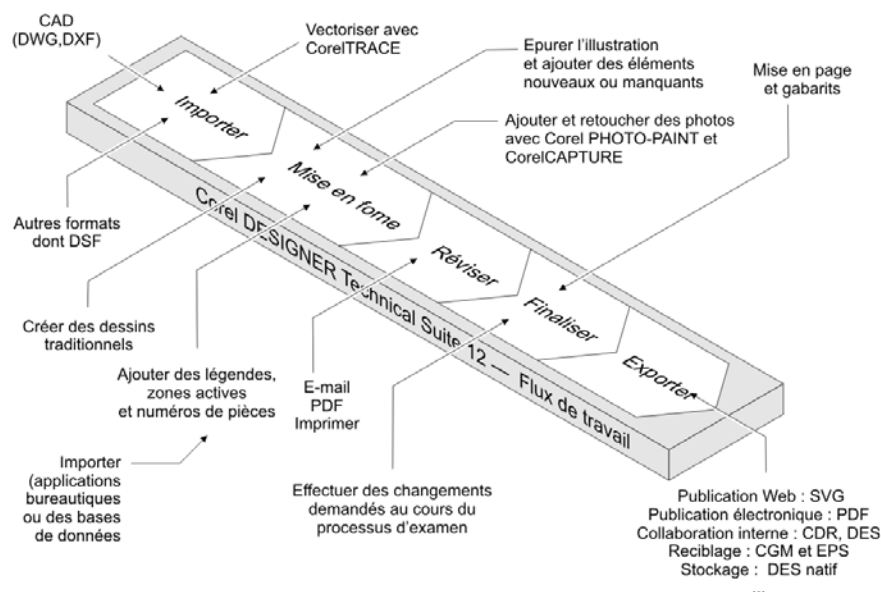 CAD
(DWG,DXF)
Vectoriser avec
CorelTRACE
Epurer l'illustration
et ajouter des éléments
nouveaux ou manquants
Mise en page
et gabarits
Ajouter et retoucher des photos
avec Corel PHOTO-PAINT et
CorelCAPTURE
Importer
Mise en fome
Réviser
Finaliser
Exporter
Corel DESIGNER Technical Suite 12 — Flux de travail
Autres formats
dont DSF
Créer des dessins
traditionnels
Ajouter des légendes,
zones actives
et numéros de pièces
Importer
(applications
bureautiques
ou des bases
de données
E-mail
PDF
Imprimer
Effectuer des changements
demandés au cours du
processus d'examen
Publication Web : SVG
Publication électronique : PDF
Collaboration interne : CDR, DES
Reciblage : CGM et EPS
Stockage : DES natif
...